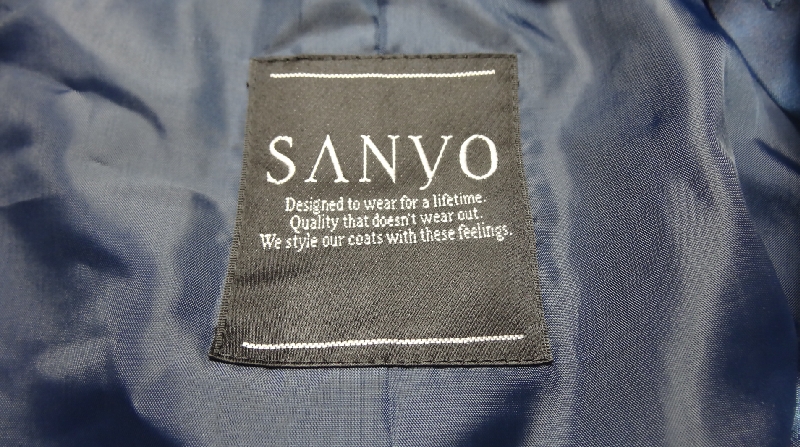 SANYO
Designed to wear for a lifetime.
Quality that doesn't wear out.
We style our coats with these feelings.